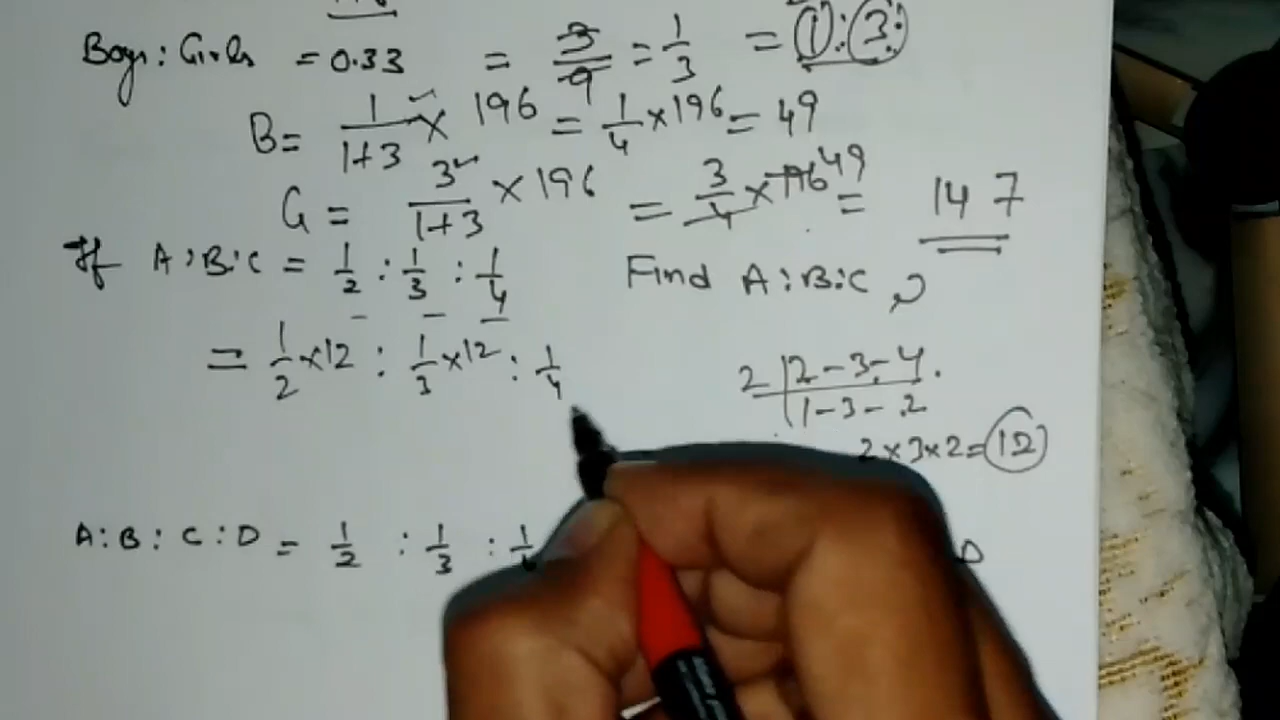 Boys : Girls = 0.33 = 3/9 = 1/3 = 1 : 3
B = 1/1+3 × 196 = 1/4 × 196 = 49
G = 3/1+3 × 196 = 3/4 × 196 49 = 147
If A:B:C = 1/2 : 1/3 : 1/4 Find A:B:C ?
= 1/2 ×12 : 1/3 ×12 : 1/4
2 | 2 - 3 - 4
1 - 3 - 2
2 × 3 × 2 = 12
A : B : C : D = 1/2 : 1/3 : D